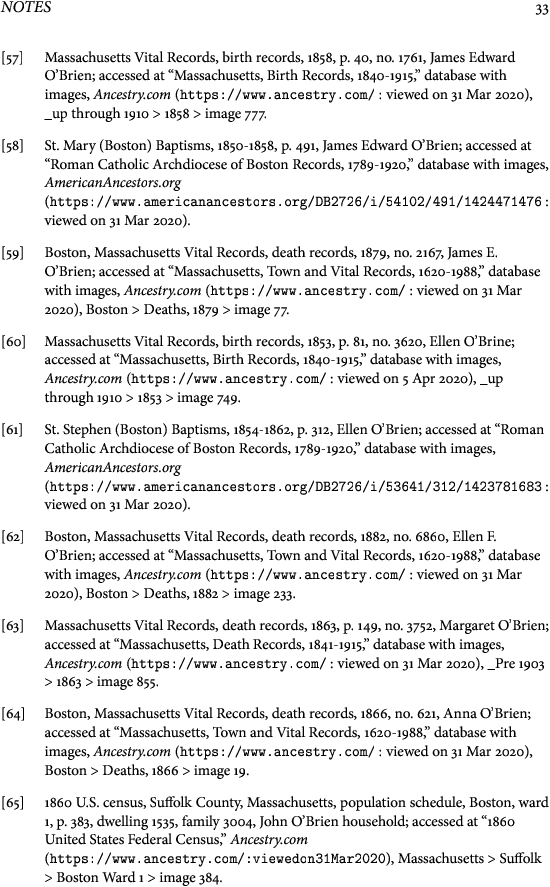 NOTES 33
[57] Massachusetts Vital Records, birth records, 1858, p. 40, no. 1761, James Edward
O’Brien; accessed at “Massachusetts, Birth Records, 1840-1915,” database with
images, Ancestry.com (https://www.ancestry.com/ : viewed on 31 Mar 2020),
_up through 1910 > 1858 > image 777.
[58] St. Mary (Boston) Baptisms, 1850-1858, p. 491, James Edward O’Brien; accessed at
“Roman Catholic Archdiocese of Boston Records, 1789-1920,” database with images,
AmericanAncestors.org
(https://www.americanancestors.org/DB2726/i/54102/491/1424471476 :
viewed on 31 Mar 2020).
[59] Boston, Massachusetts Vital Records, death records, 1879, no. 2167, James E.
O’Brien; accessed at “Massachusetts, Town and Vital Records, 1620-1988,” database
with images, Ancestry.com (https://www.ancestry.com/ : viewed on 31 Mar
2020), Boston > Deaths, 1879 > image 77.
[60] Massachusetts Vital Records, birth records, 1853, p. 81, no. 3620, Ellen O’Brine;
accessed at “Massachusetts, Birth Records, 1840-1915,” database with images,
Ancestry.com (https://www.ancestry.com/ : viewed on 5 Apr 2020), _up
through 1910 > 1853 > image 749.
[61] St. Stephen (Boston) Baptisms, 1854-1862, p. 312, Ellen O’Brien; accessed at “Roman
Catholic Archdiocese of Boston Records, 1789-1920,” database with images,
AmericanAncestors.org
(https://www.americanancestors.org/DB2726/i/53641/312/1423781683 :
viewed on 31 Mar 2020).
[62] Boston, Massachusetts Vital Records, death records, 1882, no. 6860, Ellen F.
O’Brien; accessed at “Massachusetts, Town and Vital Records, 1620-1988,” database
with images, Ancestry.com (https://www.ancestry.com/ : viewed on 31 Mar
2020), Boston > Deaths, 1882 > image 233.
[63] Massachusetts Vital Records, death records, 1863, p. 149, no. 3752, Margaret O’Brien;
accessed at “Massachusetts, Death Records, 1841-1915,” database with images,
Ancestry.com (https://www.ancestry.com/ : viewed on 31 Mar 2020), _Pre 1903
> 1863 > image 855.
[64] Boston, Massachusetts Vital Records, death records, 1866, no. 621, Anna O’Brien;
accessed at “Massachusetts, Town and Vital Records, 1620-1988,” database with
images, Ancestry.com (https://www.ancestry.com/ : viewed on 31 Mar 2020),
Boston > Deaths, 1866 > image 19.
[65] 1860 U.S. census, Suffolk County, Massachusetts, population schedule, Boston, ward
1, p. 383, dwelling 1535, family 3004, John O’Brien household; accessed at “1860
United States Federal Census,” Ancestry.com
(https://www.ancestry.com/:viewedon31Mar2020), Massachusetts > Suffolk
> Boston Ward 1 > image 384.